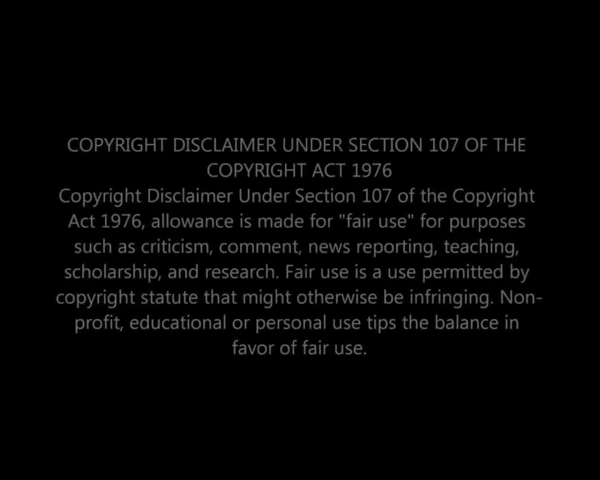 COPYRIGHT DISCLAIMER UNDER SECTION 107 OF THE
COPYRIGHT ACT 1976
Copyright Disclaimer Under Section 107 of the Copyright
Act 1976, allowance is made for "fair use" for purposes
such as criticism, comment, news reporting, teaching,
scholarship, and research. Fair use is a use permitted by
copyright statute that might otherwise be infringing. Non-
profit, educational or personal use tips the balance in
favor of fair use.